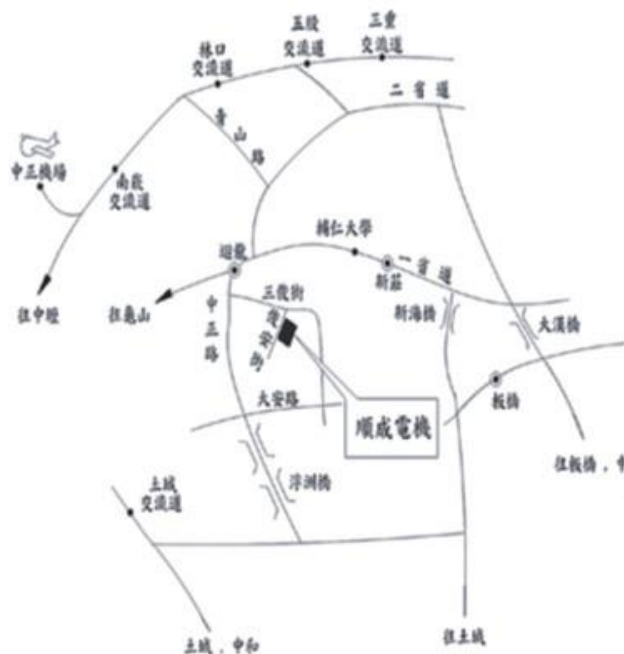 三重
交流道
五股
交流道
林口
交流道
二省道
青山路
中正機場
南崁
交流道
輔仁大學
迴龍
新莊
一省道
往中壢
往龜山
三俊街
俊安街
中正路
新海橋
大漢橋
板橋
大安路
順成電機
往板橋．
浮洲橋
土城
交流道
土城．中和
往土城